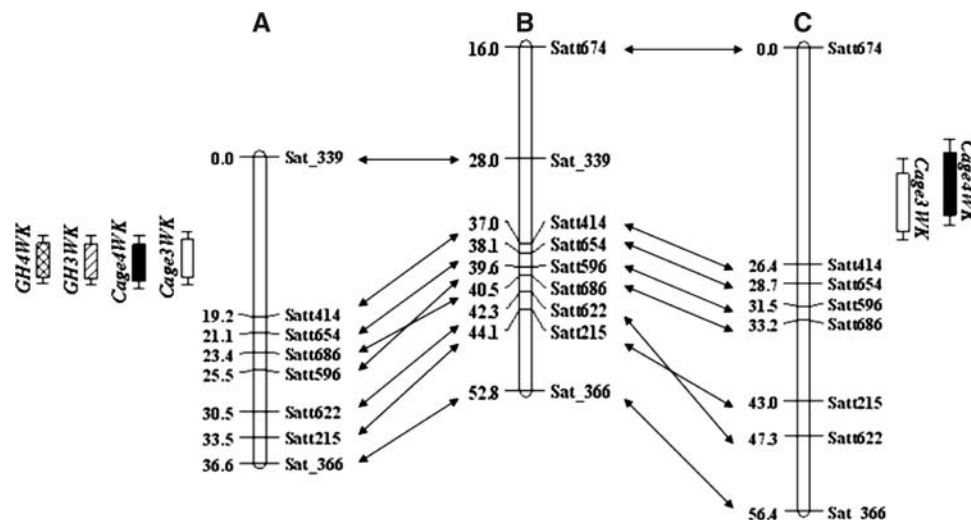 A
B
C
GH4WK
GH3WK
Cage4WK
Cage3WK
0.0 Sat_339
19.2 Satt414
21.1 Satt654
23.4 Satt686
25.5 Satt596
30.5 Satt622
33.5 Satt215
36.6 Sat_366
16.0 Satt674
28.0 Sat_339
37.0 Satt414
38.1 Satt654
39.6 Satt596
40.5 Satt686
42.3 Satt622
44.1 Satt215
52.8 Sat_366
0.0 Satt674
26.4 Satt414
28.7 Satt654
31.5 Satt596
33.2 Satt686
43.0 Satt215
47.3 Satt622
56.4 Sat_366
Cage3WK
Cage4WK